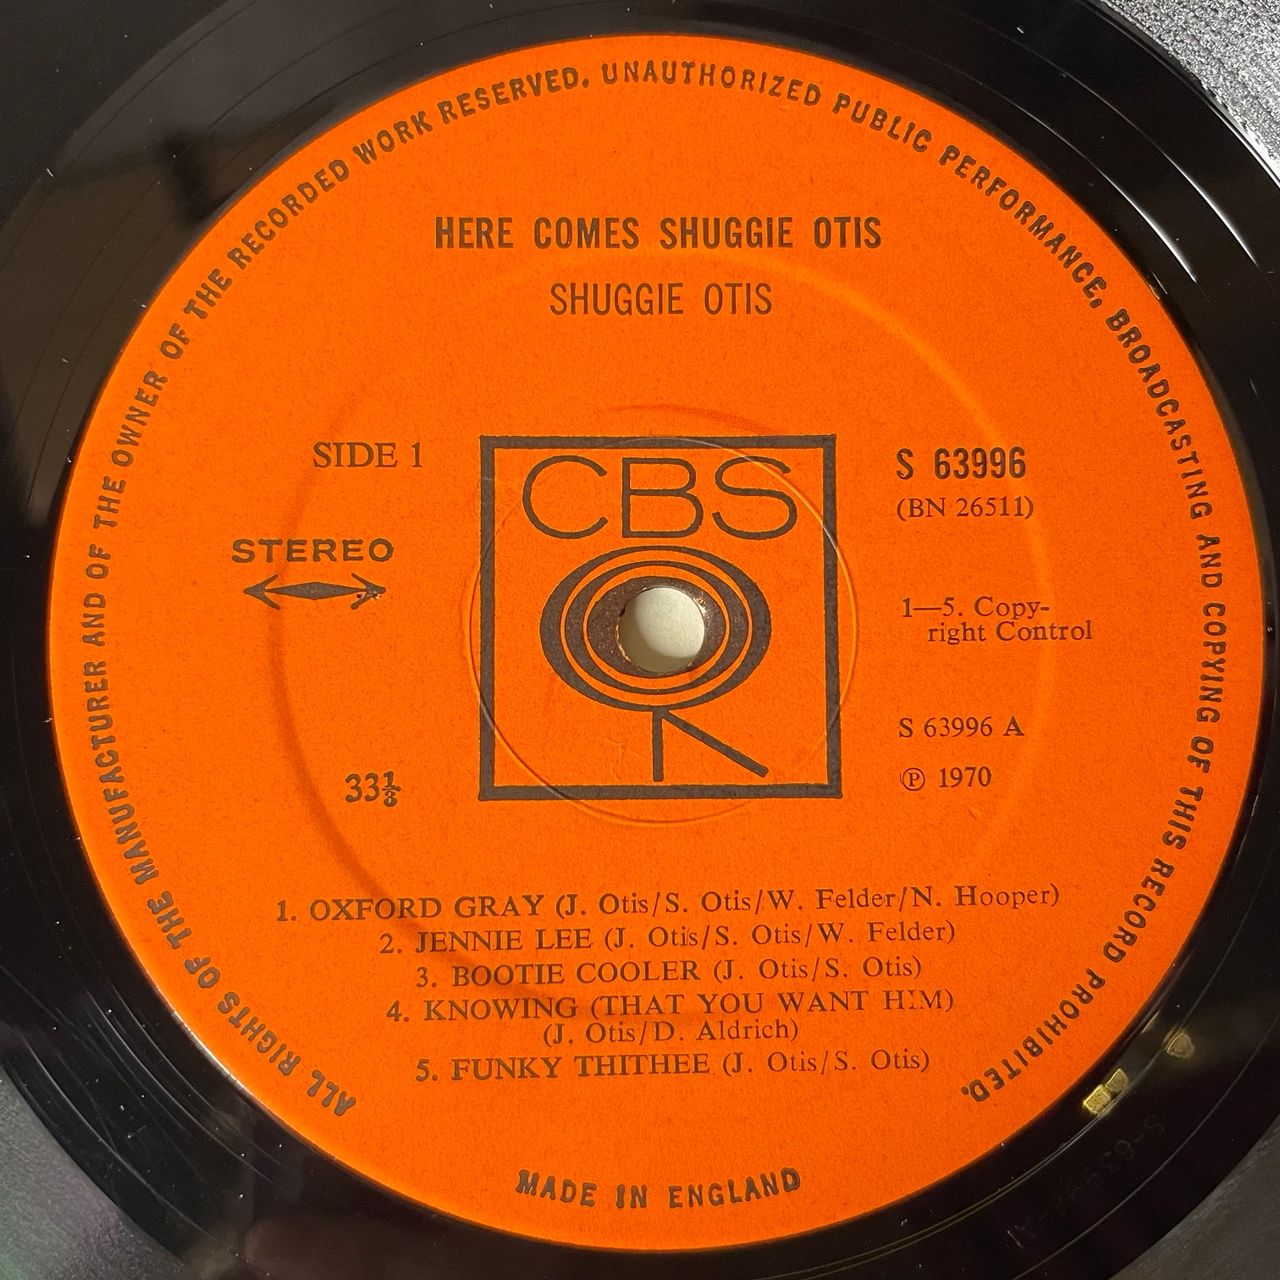 ALL RIGHTS OF THE MANUFACTURER AND OF THE OWNER OF THE RECORDED WORK RESERVED. UNAUTHORIZED PUBLIC PERFORMANCE, BROADCASTING AND COPYING OF THIS RECORD PROHIBITED.
HERE COMES SHUGGIE OTIS
SHUGGIE OTIS
SIDE 1
STEREO
33⅓
CBS
S 63996
(BN 26511)
1—5. Copy-
right Control
S 63996 A
℗ 1970
1. OXFORD GRAY (J. Otis/S. Otis/W. Felder/N. Hooper)
2. JENNIE LEE (J. Otis/S. Otis/W. Felder)
3. BOOTIE COOLER (J. Otis/S. Otis)
4. KNOWING (THAT YOU WANT HIM)
(J. Otis/D. Aldrich)
5. FUNKY THITHEE (J. Otis/S. Otis)
MADE IN ENGLAND